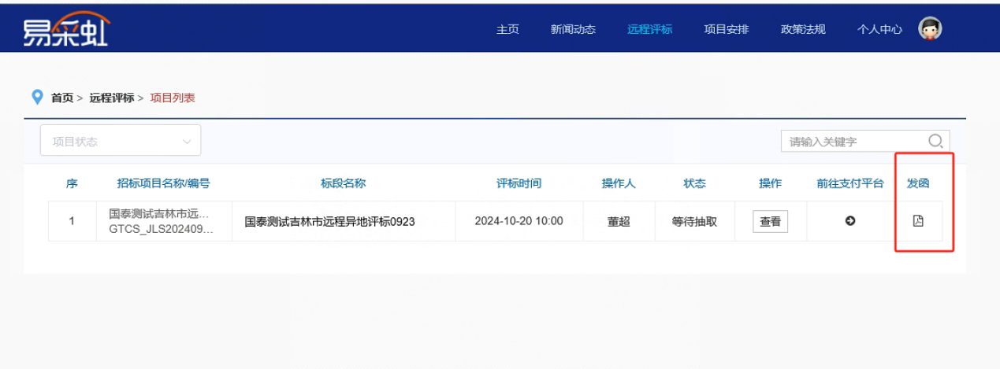 易采虹
主页 新闻动态 远程评标 项目安排 政策法规 个人中心
首页 > 远程评标 > 项目列表
项目状态
请输入关键字
序 招标项目名称/编号 标段名称 评标时间 操作人 状态 操作 前往支付平台 发函
1 国泰测试吉林市远... 国泰测试吉林市远程异地评标0923 2024-10-20 10:00 董超 等待抽取 查看
GTCS_JLS202409...